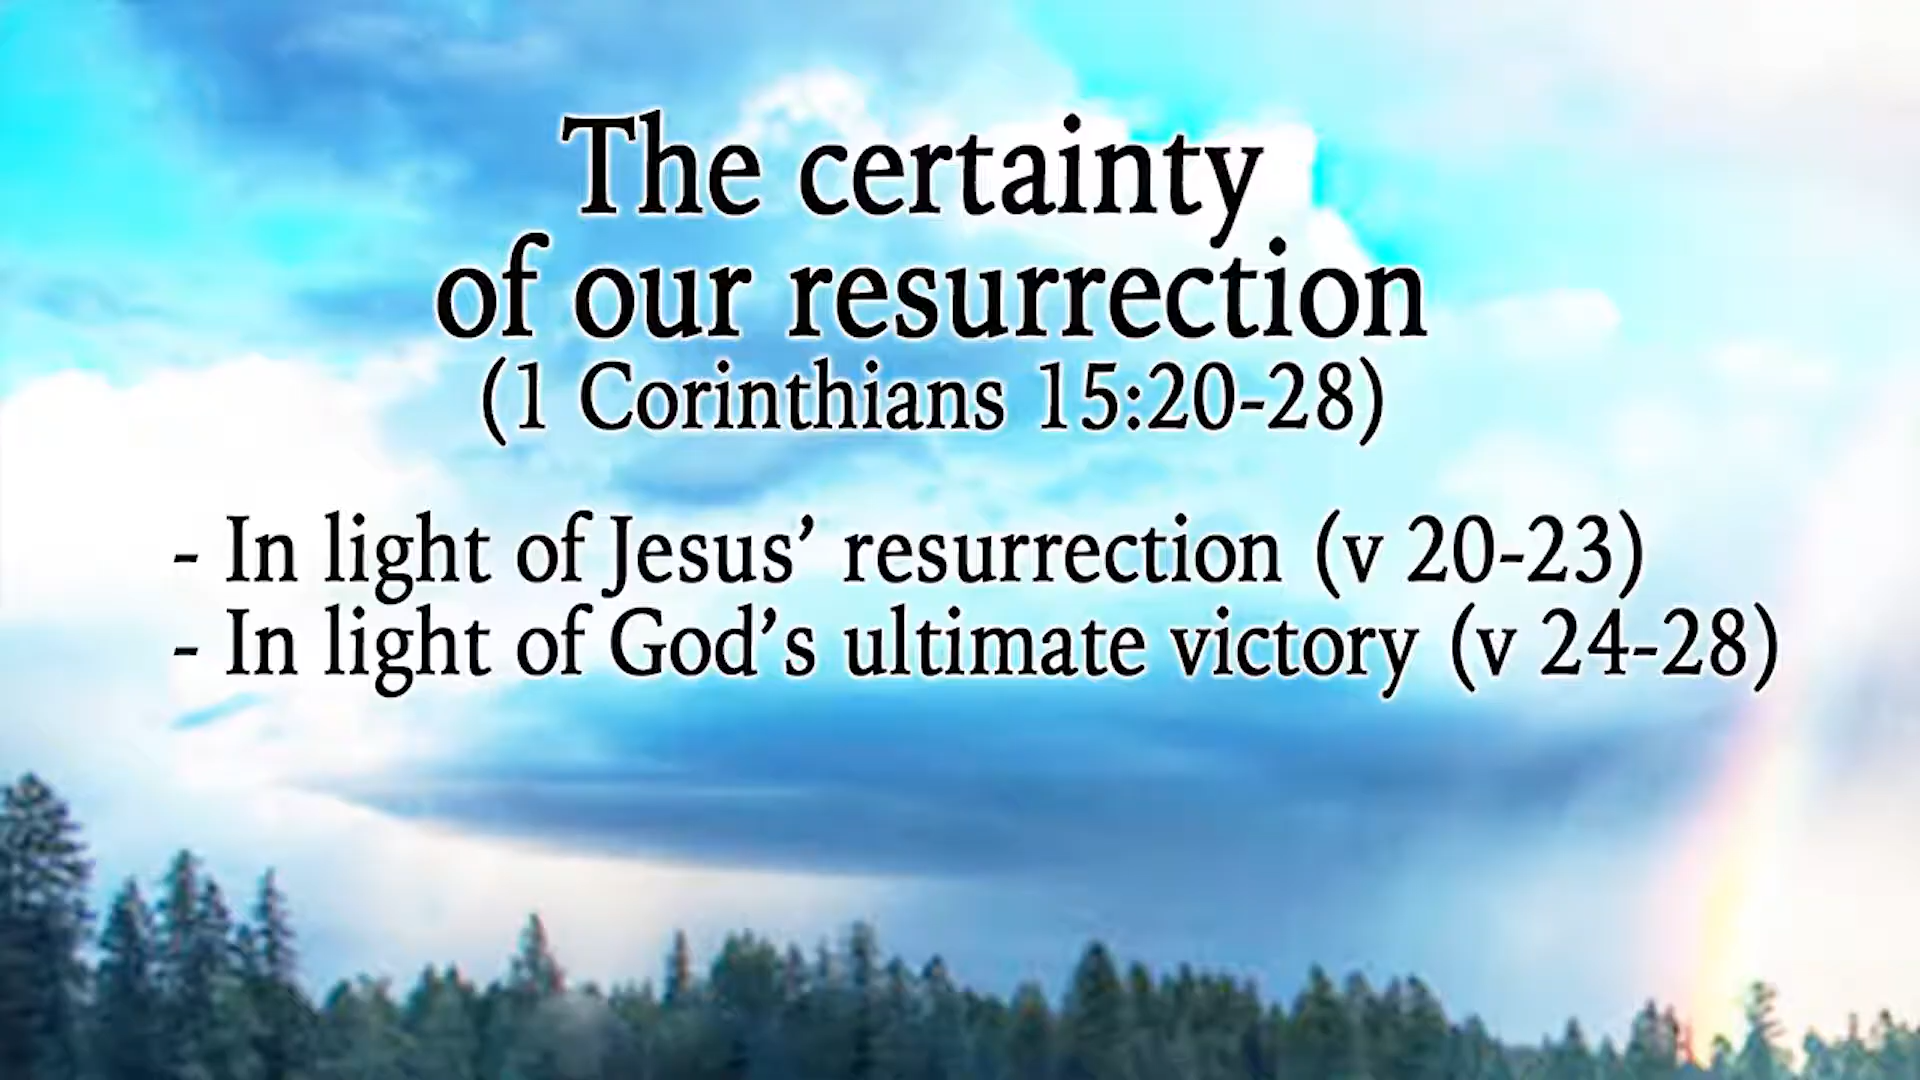 The certainty
of our resurrection
(1 Corinthians 15:20-28)
- In light of Jesus’ resurrection (v 20-23)
- In light of God’s ultimate victory (v 24-28)